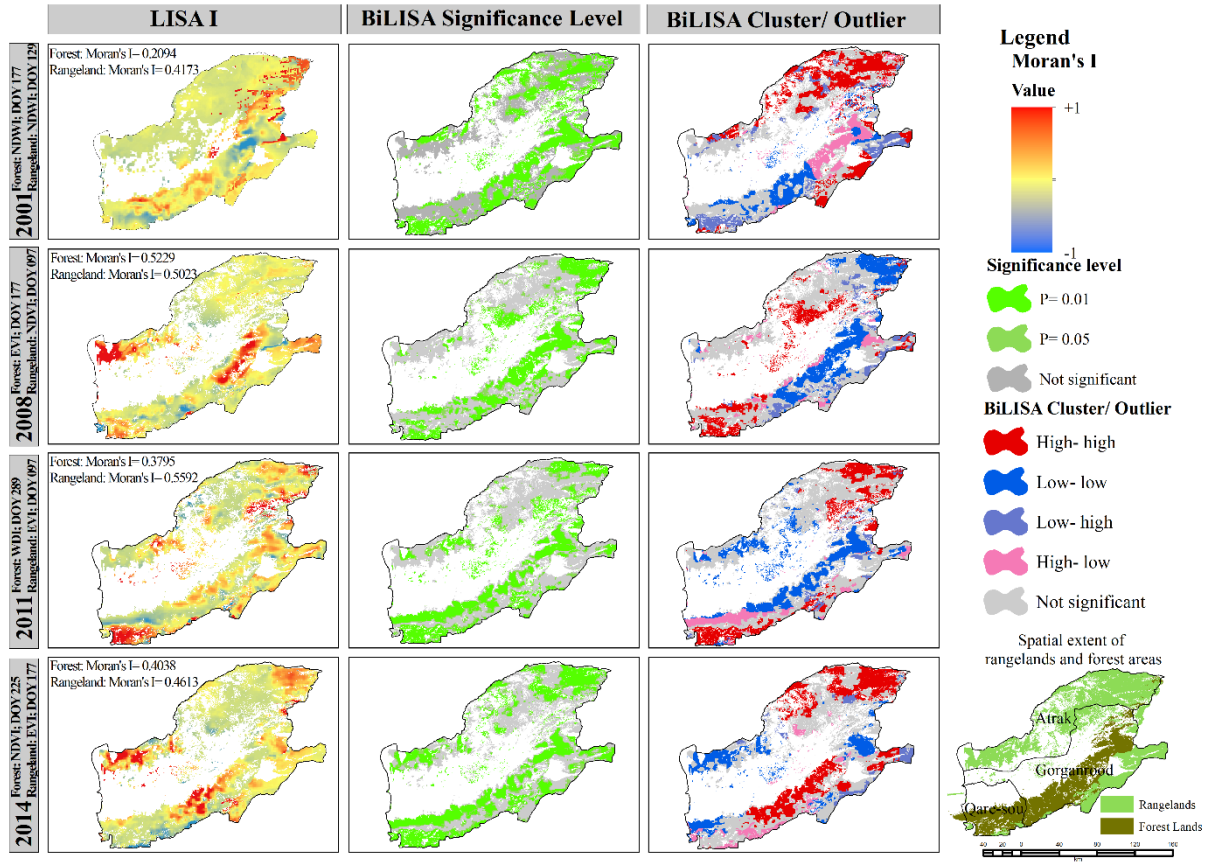 LISA I
BiLISA Significance Level
BiLISA Cluster/ Outlier
2001
Forest: NDWI; DOY 177
Rangeland: NDWI; DOY 129
Forest: Moran's I= 0.2094
Rangeland: Moran's I= 0.4173
2008
Forest: EVI; DOY 177
Rangeland: NDVI; DOY 097
Forest: Moran's I= 0.5229
Rangeland: Moran's I= 0.5023
2011
Forest: WDI; DOY 289
Rangeland: EVI; DOY 097
Forest: Moran's I= 0.3795
Rangeland: Moran's I= 0.5592
2014
Forest: NDVI; DOY 225
Rangeland: EVI; DOY 177
Forest: Moran's I= 0.4038
Rangeland: Moran's I= 0.4613
Legend
Moran's I
Value
+1
-1
Significance level
P= 0.01
P= 0.05
Not significant
BiLISA Cluster/ Outlier
High- high
Low- low
Low- high
High- low
Not significant
Spatial extent of
rangelands and forest areas
Atrak
Gorganrood
Qare-sou
Rangelands
Forest Lands
40 20 0 40 80 120 160
km